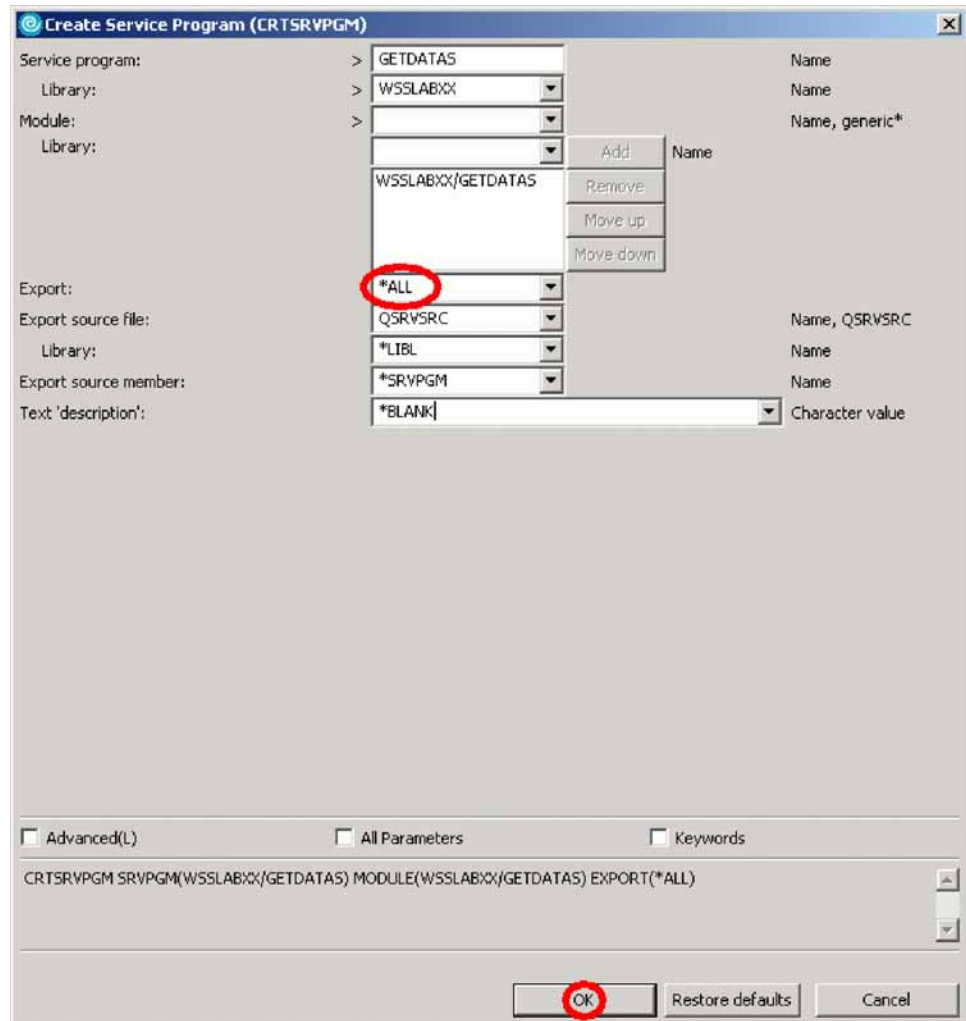 Create Service Program (CRTSRVPGM)
Service program: > GETDATAS Name
Library: > WSSLABXX Name
Module: > Name, generic*
Library: Add Name
WSSLABXX/GETDATAS Remove
Move up
Move down
Export: *ALL
Export source file: QSRVSRC Name, QSRVSRC
Library: *LIBL Name
Export source member: *SRVPGM Name
Text 'description': *BLANK Character value
Advanced(L) All Parameters Keywords
CRTSRVPGM SRVPGM(WSSLABXX/GETDATAS) MODULE(WSSLABXX/GETDATAS) EXPORT(*ALL)
OK Restore defaults Cancel